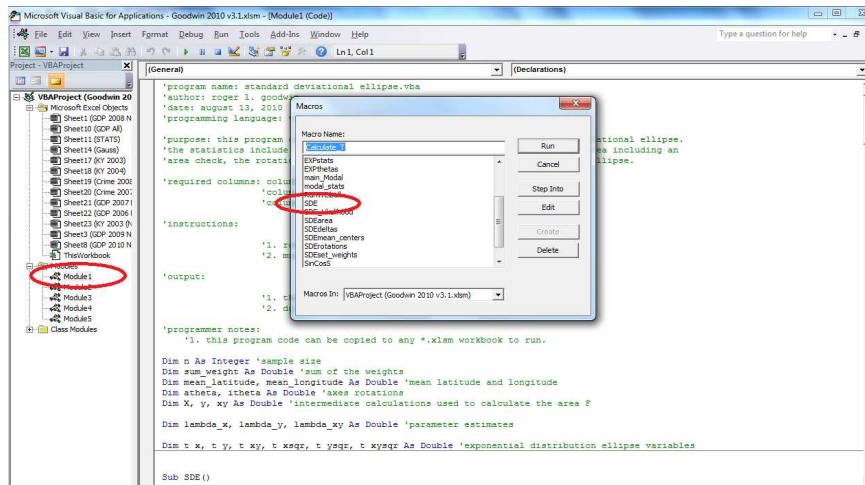 Microsoft Visual Basic for Applications - Goodwin 2010 v3.1.xlsm - [Module1 (Code)]
File Edit View Insert Format Debug Run Tools Add-Ins Window Help
Type a question for help
Ln1, Col1
Project - VBAProject
(General)
(Declarations)
VBAProject (Goodwin 20
Microsoft Excel Objects
Sheet1 (GDP 2008 N
Sheet10 (GDP All)
Sheet11 (STATS)
Sheet14 (Gauss)
Sheet17 (KY 2003)
Sheet18 (KY 2004)
Sheet19 (Crime 2008
Sheet20 (Crime 2007
Sheet21 (GDP 2007 I
Sheet22 (GDP 2006 I
Sheet23 (KY 2003 (N
Sheet3 (GDP 2009 N
Sheet8 (GDP 2010 N
ThisWorkbook
Modules
Module1
Module2
Module3
Module4
Module5
Class Modules
'program name: standard deviational ellipse.vba
'author: roger l. goodwi
'date: august 13, 2010
'programming language:
'purpose: this program
ational ellipse.
'the statistics include
ea including an
'area check, the rotati
llipse.
'required columns: colu
'colu
'colu
'instructions:
'1. re
'2. m
'output:
'1. t
'2. d
'programmer notes:
'1. this program code can be copied to any *.xlsm workbook to run.
Dim n As Integer 'sample size
Dim sum_weight As Double 'sum of the weights
Dim mean_latitude, mean_longitude As Double 'mean latitude and longitude
Dim atheta, itheta As Double 'axes rotations
Dim X, y, xy As Double 'intermediate calculations used to calculate the area F
Dim lambda_x, lambda_y, lambda_xy As Double 'parameter estimates
Dim t_x, t_y, t_xy, t_xsqr, t_ysqr, t_xysqr As Double 'exponential distribution ellipse variables
Sub SDE()
Macros
Macro Name:
Calculate_T
EXPstats
EXPthetas
main_Modal
modal_stats
SDE
SDE_likelihood
SDEarea
SDEdeltas
SDEmean_centers
SDErotations
SDEset_weights
SinCosS
Run
Cancel
Step Into
Edit
Create
Delete
Macros In:
VBAProject (Goodwin 2010 v3.1.xlsm)